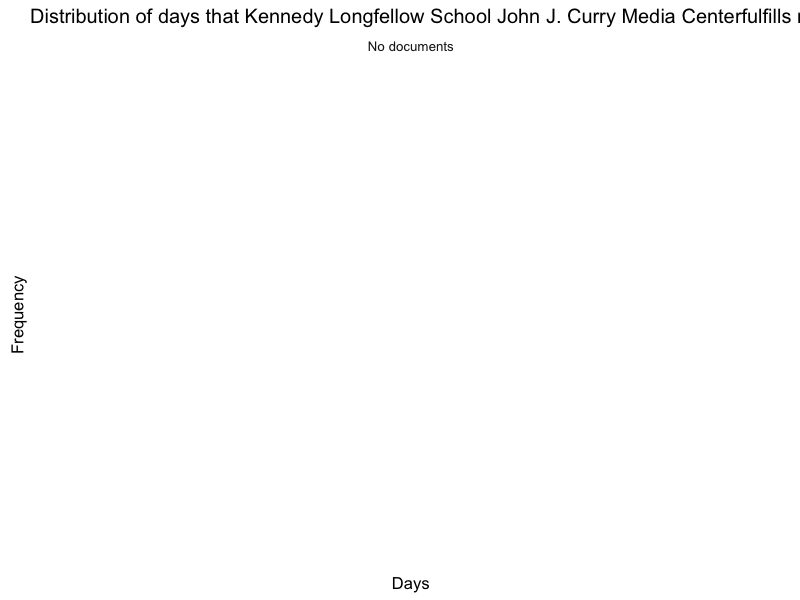 Distribution of days that Kennedy Longfellow School John J. Curry Media Centerfulfills
No documents
Frequency
Days